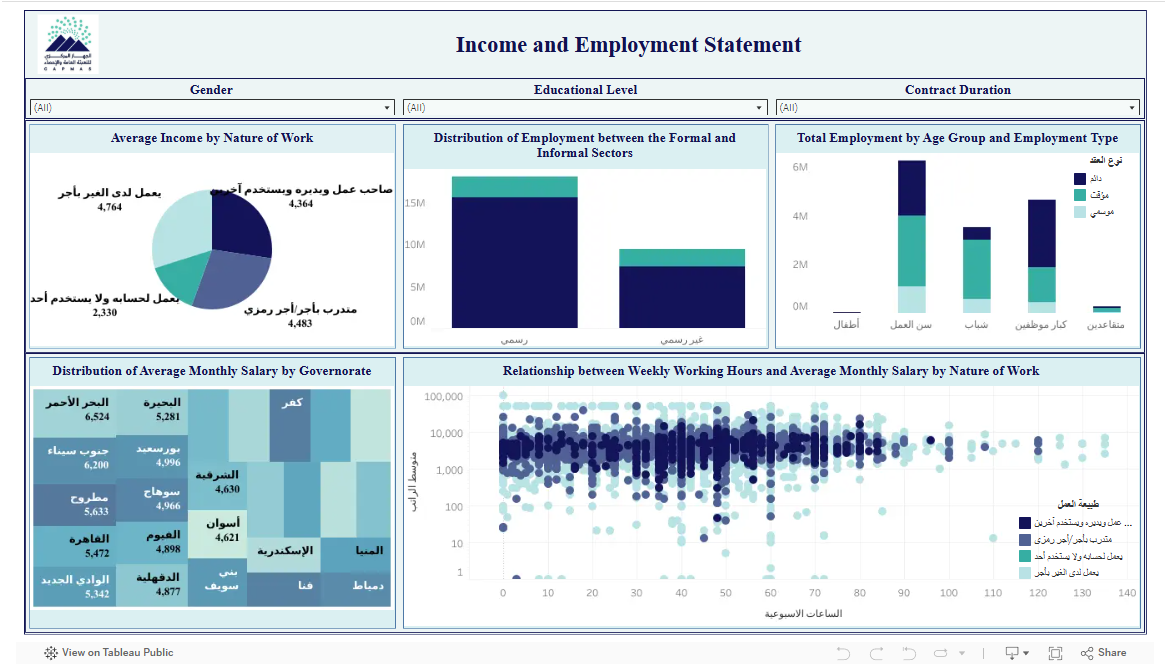 الجهاز المركزي
للتعبئة العامة والإحصاء
C A P M A S
Income and Employment Statement
Gender
Educational Level
Contract Duration
(All)
(All)
(All)
Average Income by Nature of Work
صاحب عمل ويديره ويستخدم آخرين
4,364
يعمل لدى الغير بأجر
4,764
يعمل لحسابه ولا يستخدم أحد
2,330
متدرب بأجر/أجر رمزي
4,483
Distribution of Employment between the Formal and
Informal Sectors
15M
10M
5M
0M
رسمي
غير رسمي
Total Employment by Age Group and Employment Type
6M
4M
2M
0M
أطفال
سن العمل
شباب
كبار موظفين
متقاعدين
نوع العقد
دائم
مؤقت
موسمي
Distribution of Average Monthly Salary by Governorate
البحر الأحمر
6,524
جنوب سيناء
6,200
مطروح
5,633
القاهرة
5,472
الوادي الجديد
5,342
البحيرة
5,281
بورسعيد
4,996
سوهاج
4,966
الفيوم
4,898
الدقهلية
4,877
الشرقية
4,630
أسوان
4,621
بني
سويف
كفر
الإسكندرية
المنيا
قنا
دمياط
Relationship between Weekly Working Hours and Average Monthly Salary by Nature of Work
متوسط الراتب
100,000
10,000
1,000
100
10
1
0 10 20 30 40 50 60 70 80 90 100 110 120 130 140
الساعات الاسبوعية
طبيعة العمل
عمل ويديره ويستخدم آخرين ...
متدرب بأجر/أجر رمزي
يعمل لحسابه ولا يستخدم أحد
يعمل لدى الغير بأجر
View on Tableau Public
Share